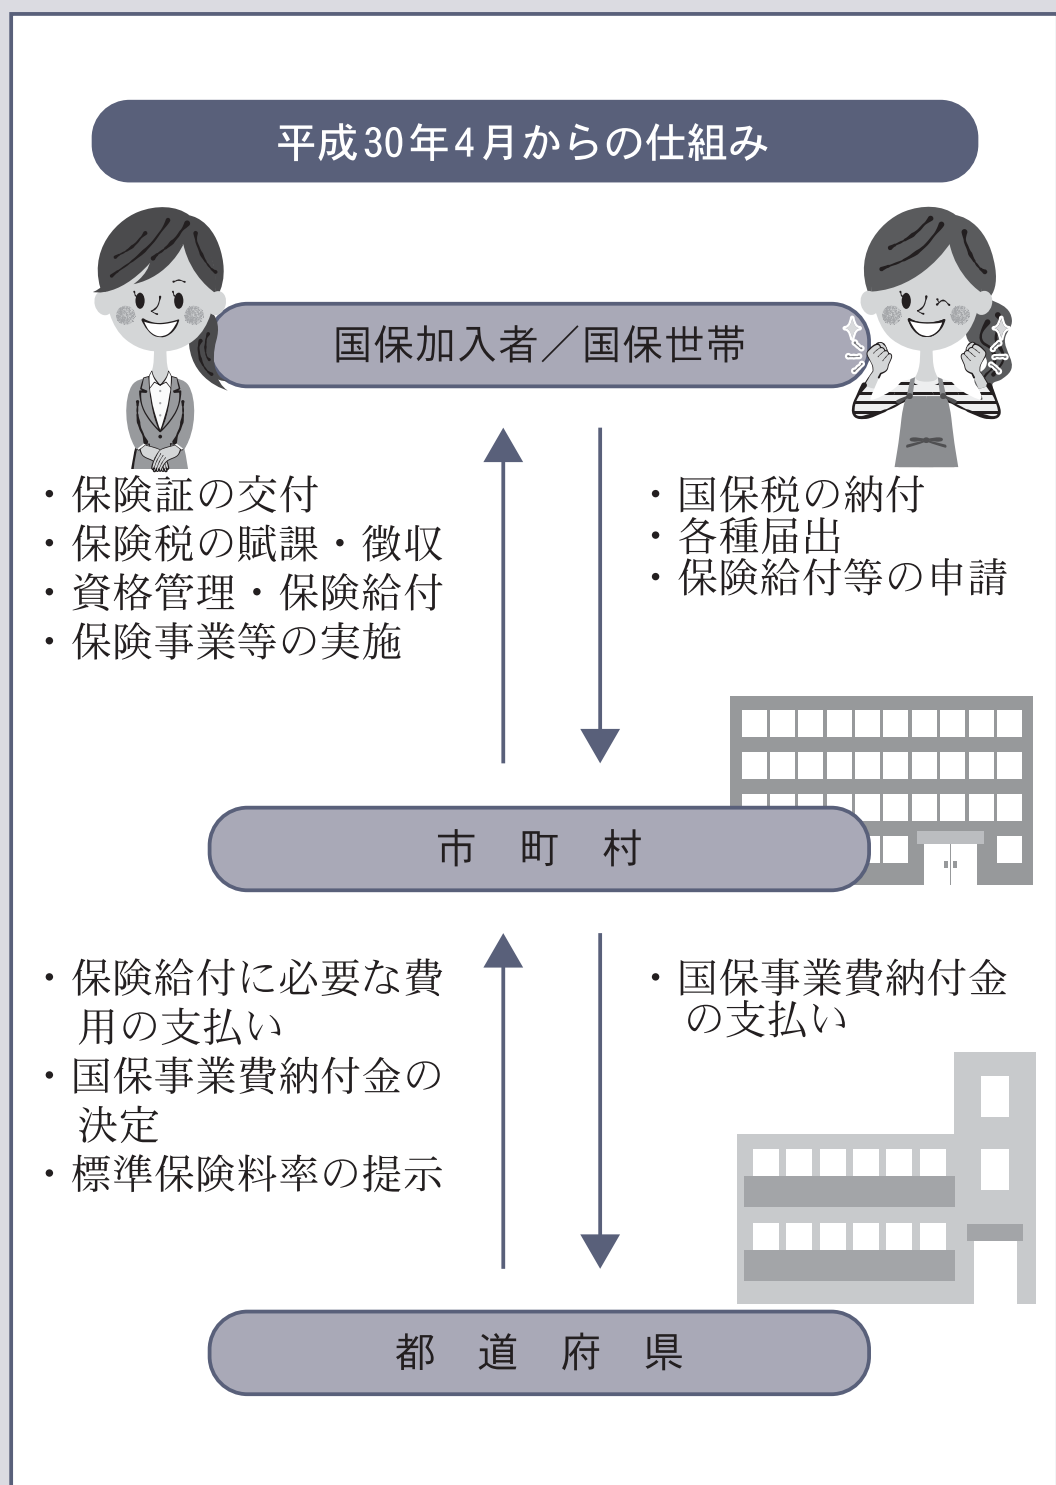 平成30年4月からの仕組み
国保加入者／国保世帯
・保険証の交付
・保険税の賦課・徴収
・資格管理・保険給付
・保険事業等の実施
・国保税の納付
・各種届出
・保険給付等の申請
市　町　村
・保険給付に必要な費
用の支払い
・国保事業費納付金の
決定
・標準保険料率の提示
・国保事業費納付金
の支払い
都　道　府　県